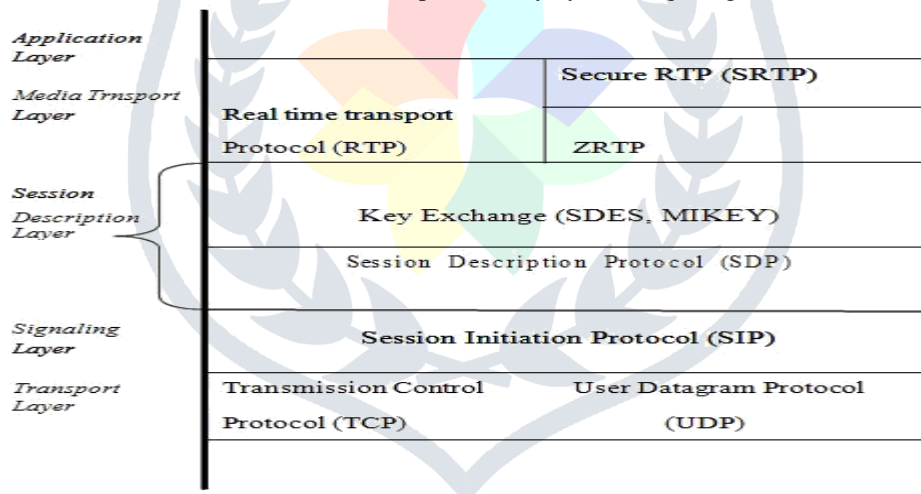 Application
Layer
Secure RTP (SRTP)
Media Trnsport
Layer
Real time transport
Protocol (RTP)
ZRTP
Session
Description
Layer
Key Exchange (SDES, MIKEY)
Session Description Protocol (SDP)
Signaling
Layer
Session Initiation Protocol (SIP)
Transport
Layer
Transmission Control
Protocol (TCP)
User Datagram Protocol
(UDP)